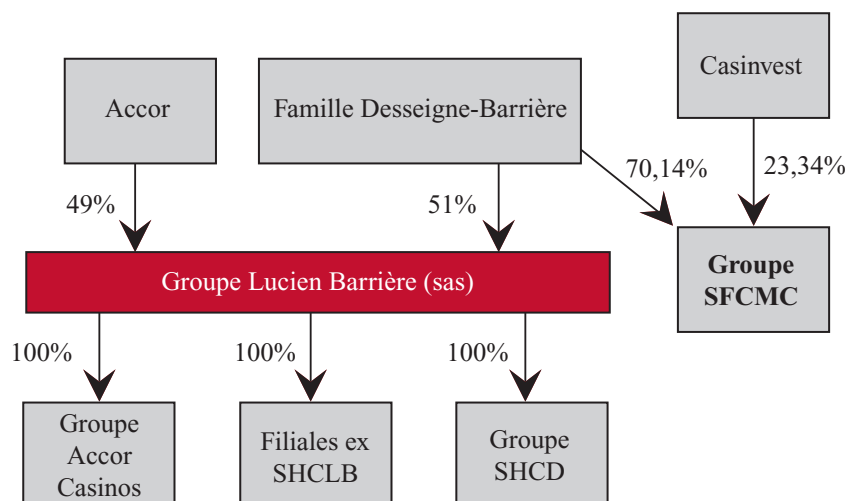 Accor
Famille Desseigne-Barrière
Casinvest
49%
51%
70,14%
23,34%
Groupe Lucien Barrière (sas)
Groupe
SFCMC
100%
100%
100%
Groupe
Accor
Casinos
Filiales ex
SHCLB
Groupe
SHCD